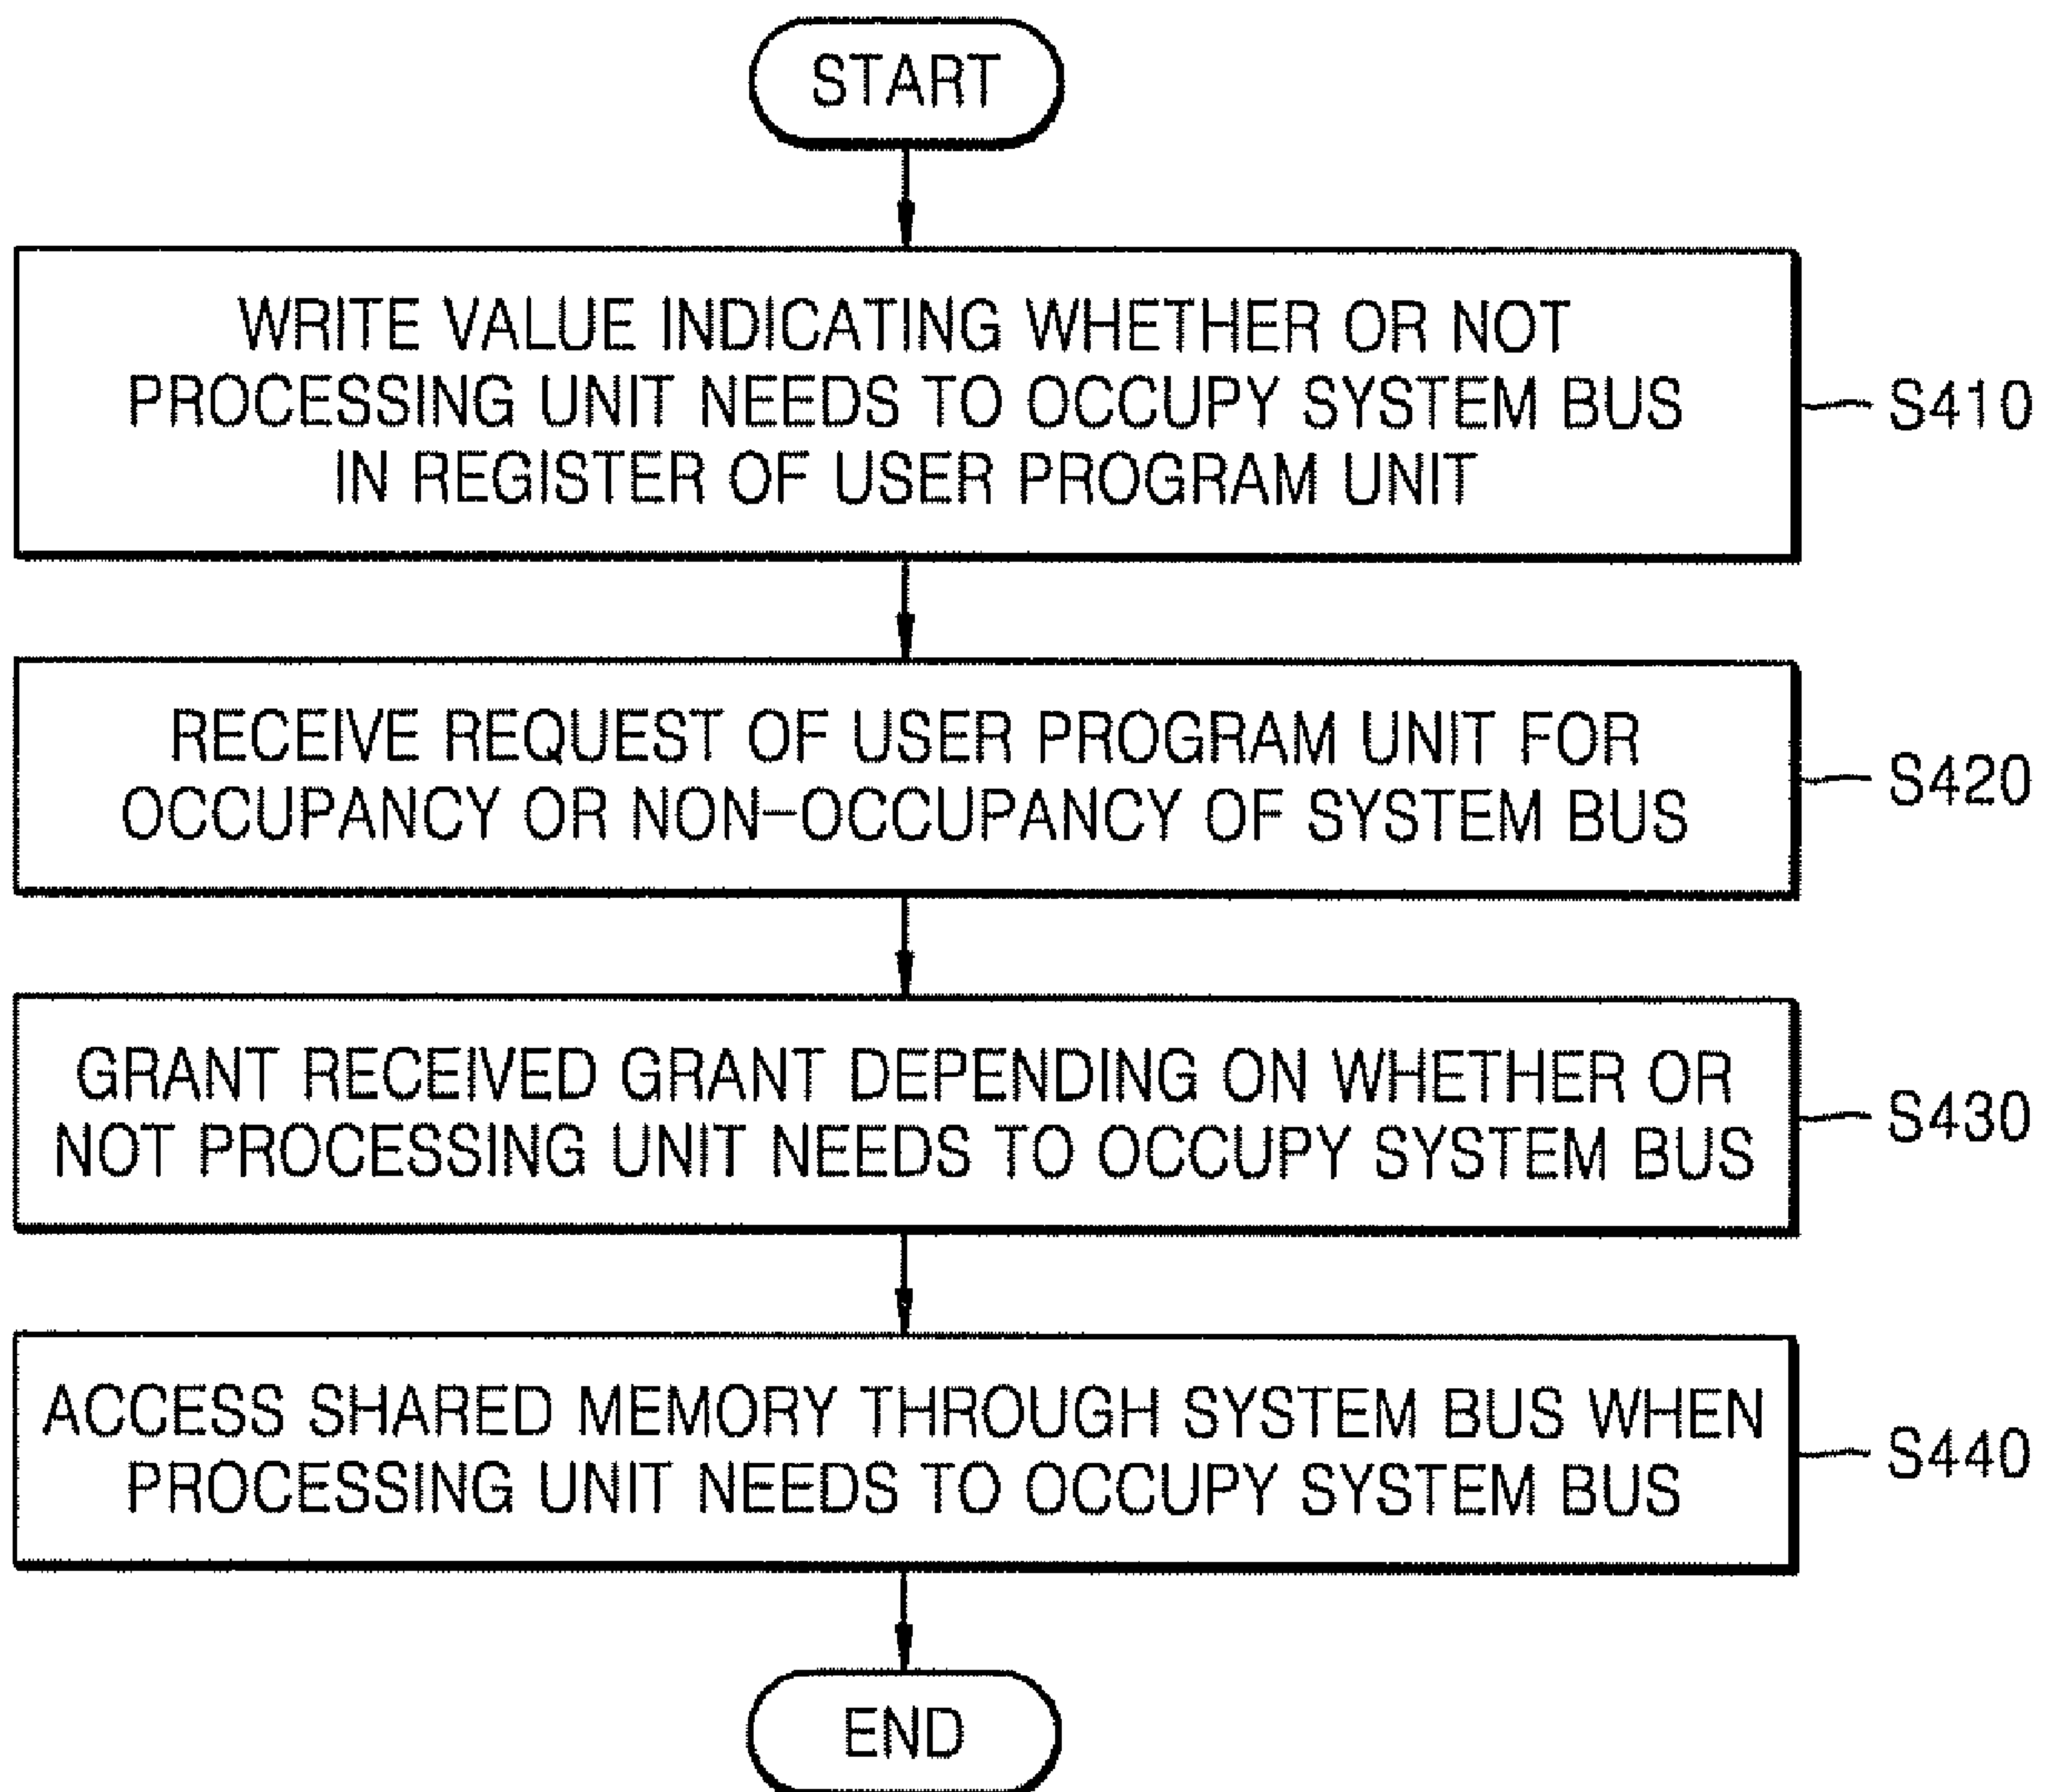 START
WRITE VALUE INDICATING WHETHER OR NOT
PROCESSING UNIT NEEDS TO OCCUPY SYSTEM BUS
IN REGISTER OF USER PROGRAM UNIT
S410
RECEIVE REQUEST OF USER PROGRAM UNIT FOR
OCCUPANCY OR NON-OCCUPANCY OF SYSTEM BUS
S420
GRANT RECEIVED GRANT DEPENDING ON WHETHER OR
NOT PROCESSING UNIT NEEDS TO OCCUPY SYSTEM BUS
S430
ACCESS SHARED MEMORY THROUGH SYSTEM BUS WHEN
PROCESSING UNIT NEEDS TO OCCUPY SYSTEM BUS
S440
END